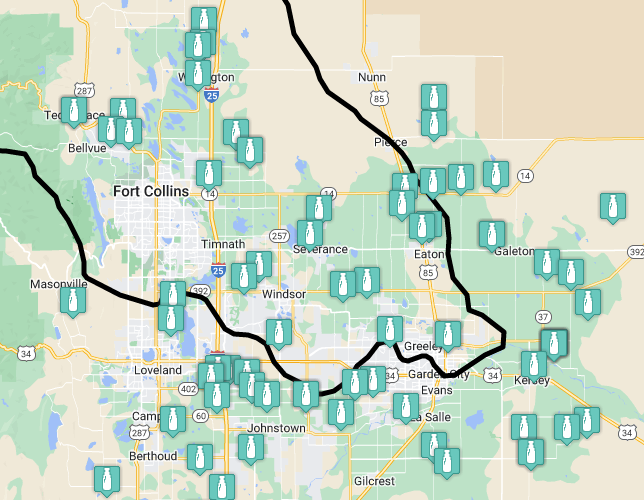 Nunn
287
25
85
Pierce
Bellvue
14
Fort Collins
14
14
Timnath
257
Severance
Galeton
Eaton
392
25
85
Masonville
392
Windsor
37
34
Greeley
Loveland
Garden City
34
34
Kersey
402
Evans
60
La Salle
287
Johnstown
34
Berthoud
Gilcrest